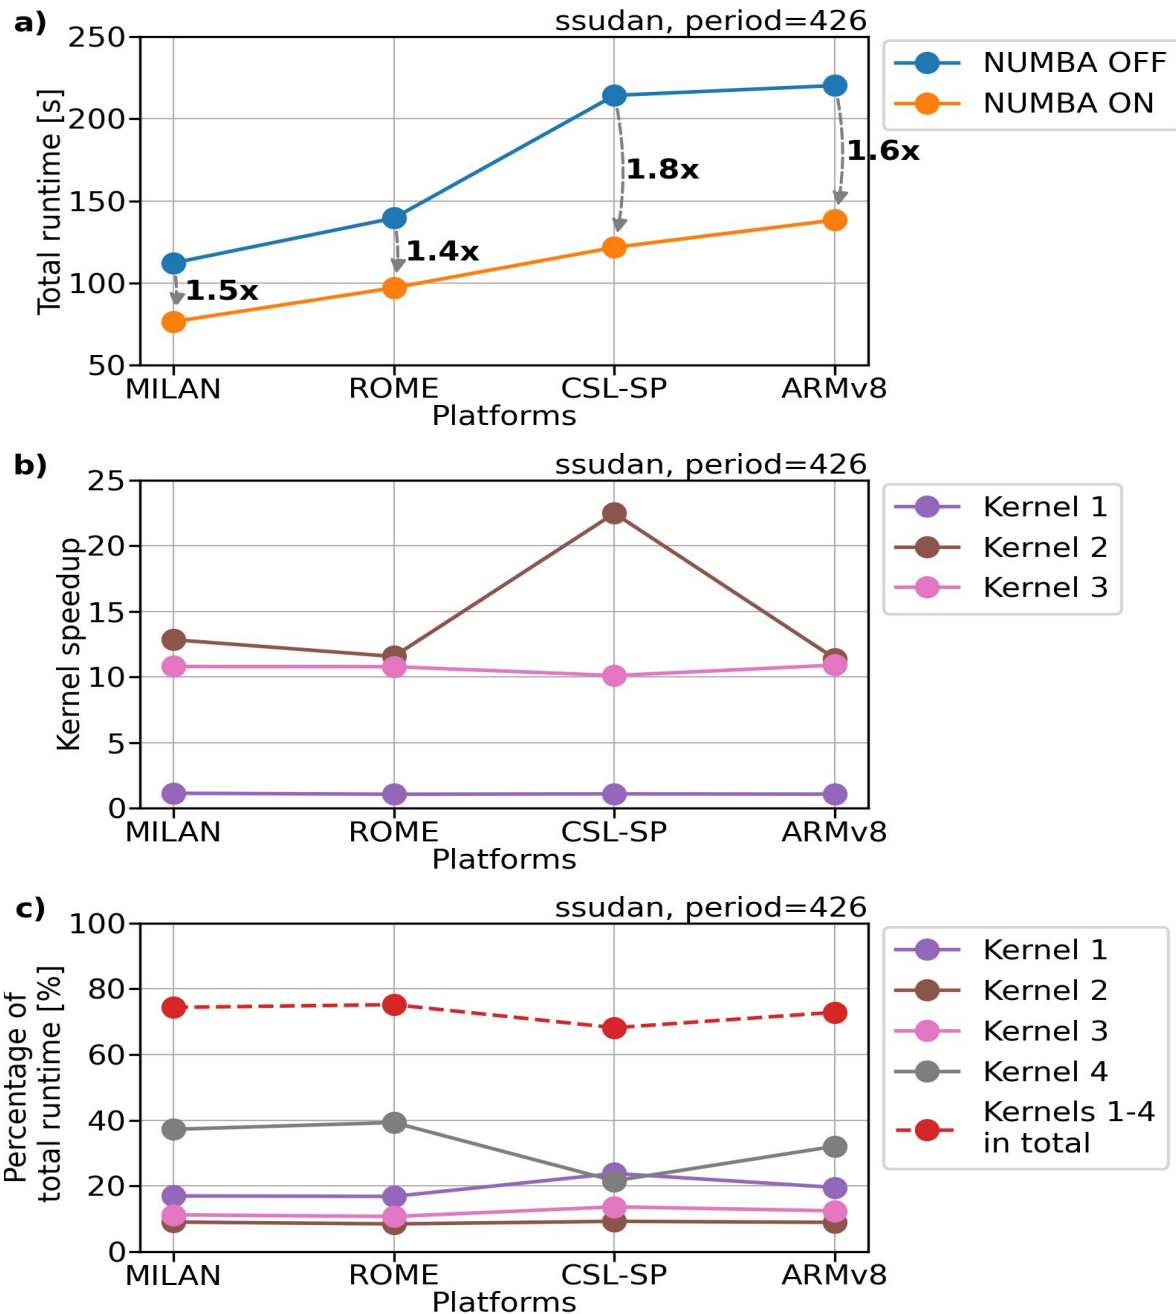 a)
ssudan, period=426
250
200
150
100
50
Total runtime [s]
1.5x
1.4x
1.8x
1.6x
MILAN ROME CSL-SP ARMv8
Platforms
NUMBA OFF
NUMBA ON
b)
ssudan, period=426
25
20
15
10
5
0
Kernel speedup
MILAN ROME CSL-SP ARMv8
Platforms
Kernel 1
Kernel 2
Kernel 3
c)
ssudan, period=426
100
80
60
40
20
0
Percentage of
total runtime [%]
MILAN ROME CSL-SP ARMv8
Platforms
Kernel 1
Kernel 2
Kernel 3
Kernel 4
Kernels 1-4
in total